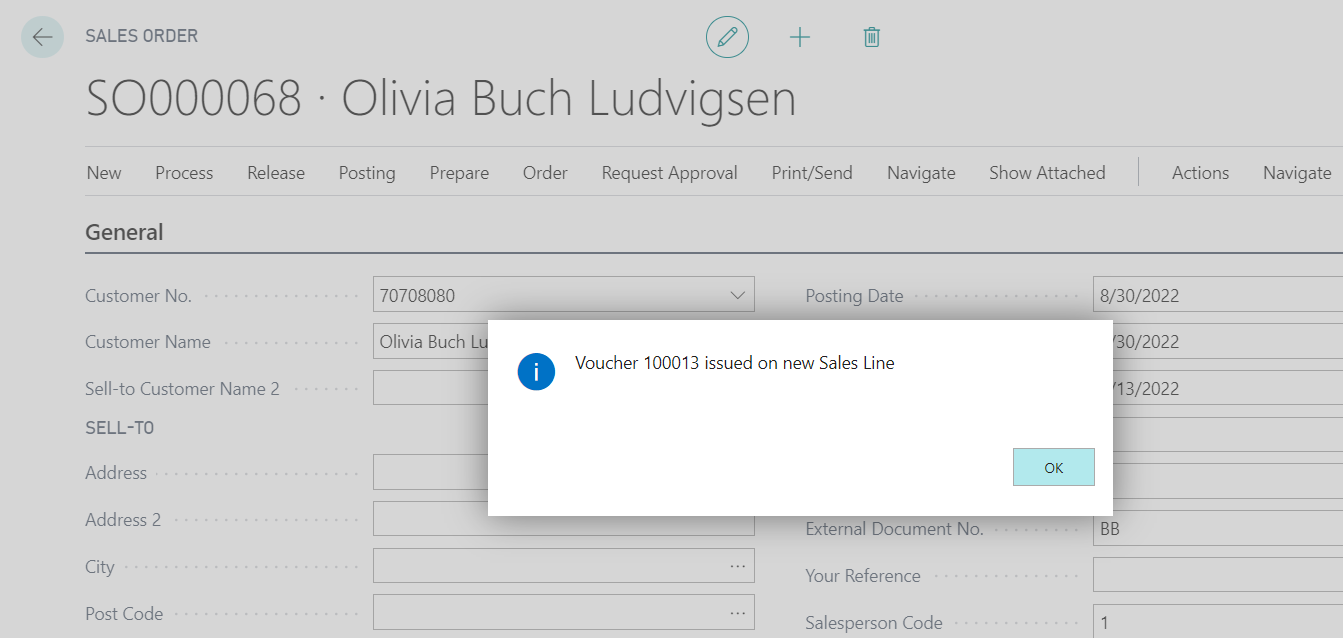 SALES ORDER
SO000068 · Olivia Buch Ludvigsen
New Process Release Posting Prepare Order Request Approval Print/Send Navigate Show Attached Actions Navigate
General
Customer No. 70708080 Posting Date 8/30/2022
Customer Name Olivia Buch Lu /30/2022
Sell-to Customer Name 2 /13/2022
Voucher 100013 issued on new Sales Line
OK
SELL-TO
Address
Address 2
External Document No. BB
City
Your Reference
Post Code
Salesperson Code 1